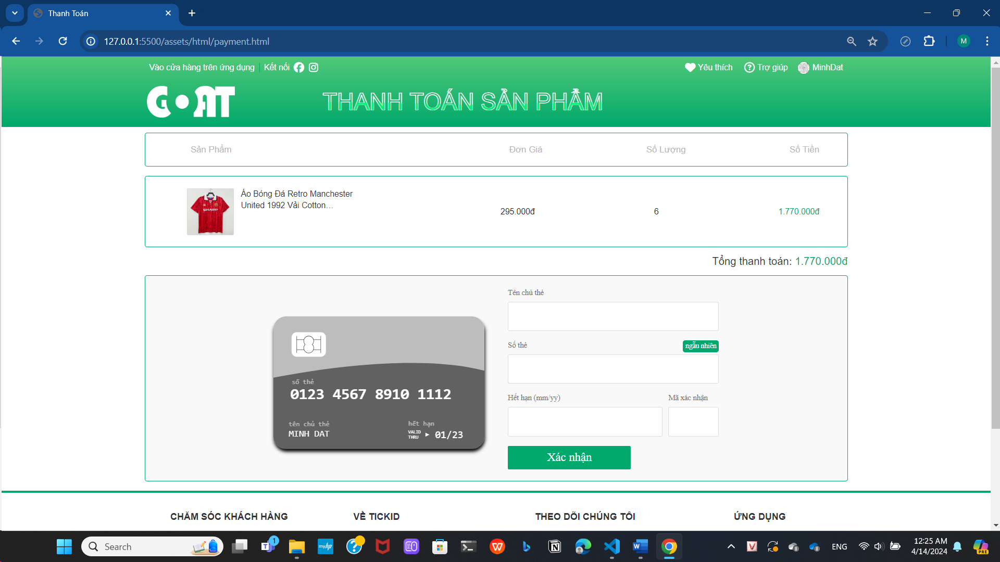 Thanh Toán
127.0.0.1:5500/assets/html/payment.html
M
Vào cửa hàng trên ứng dụng Kết nối
Yêu thích Trợ giúp MinhDat
GOAT
THANH TOÁN SẢN PHẨM
Sản Phẩm Đơn Giá Số Lượng Số Tiền
SHARP
Áo Bóng Đá Retro Manchester
United 1992 Vải Cotton...
295.000đ 6 1.770.000đ
Tổng thanh toán: 1.770.000đ
số thẻ
0123 4567 8910 1112
tên chủ thẻ
MINH DAT
hết hạn
VALID
THRU
01/23
Tên chủ thẻ
Số thẻ ngẫu nhiên
Hết hạn (mm/yy) Mã xác nhận
Xác nhận
CHĂM SÓC KHÁCH HÀNG VỀ TICKID THEO DÕI CHÚNG TÔI ỨNG DỤNG
Search
1
myhp
ENG
12:25 AM
4/14/2024
PRE